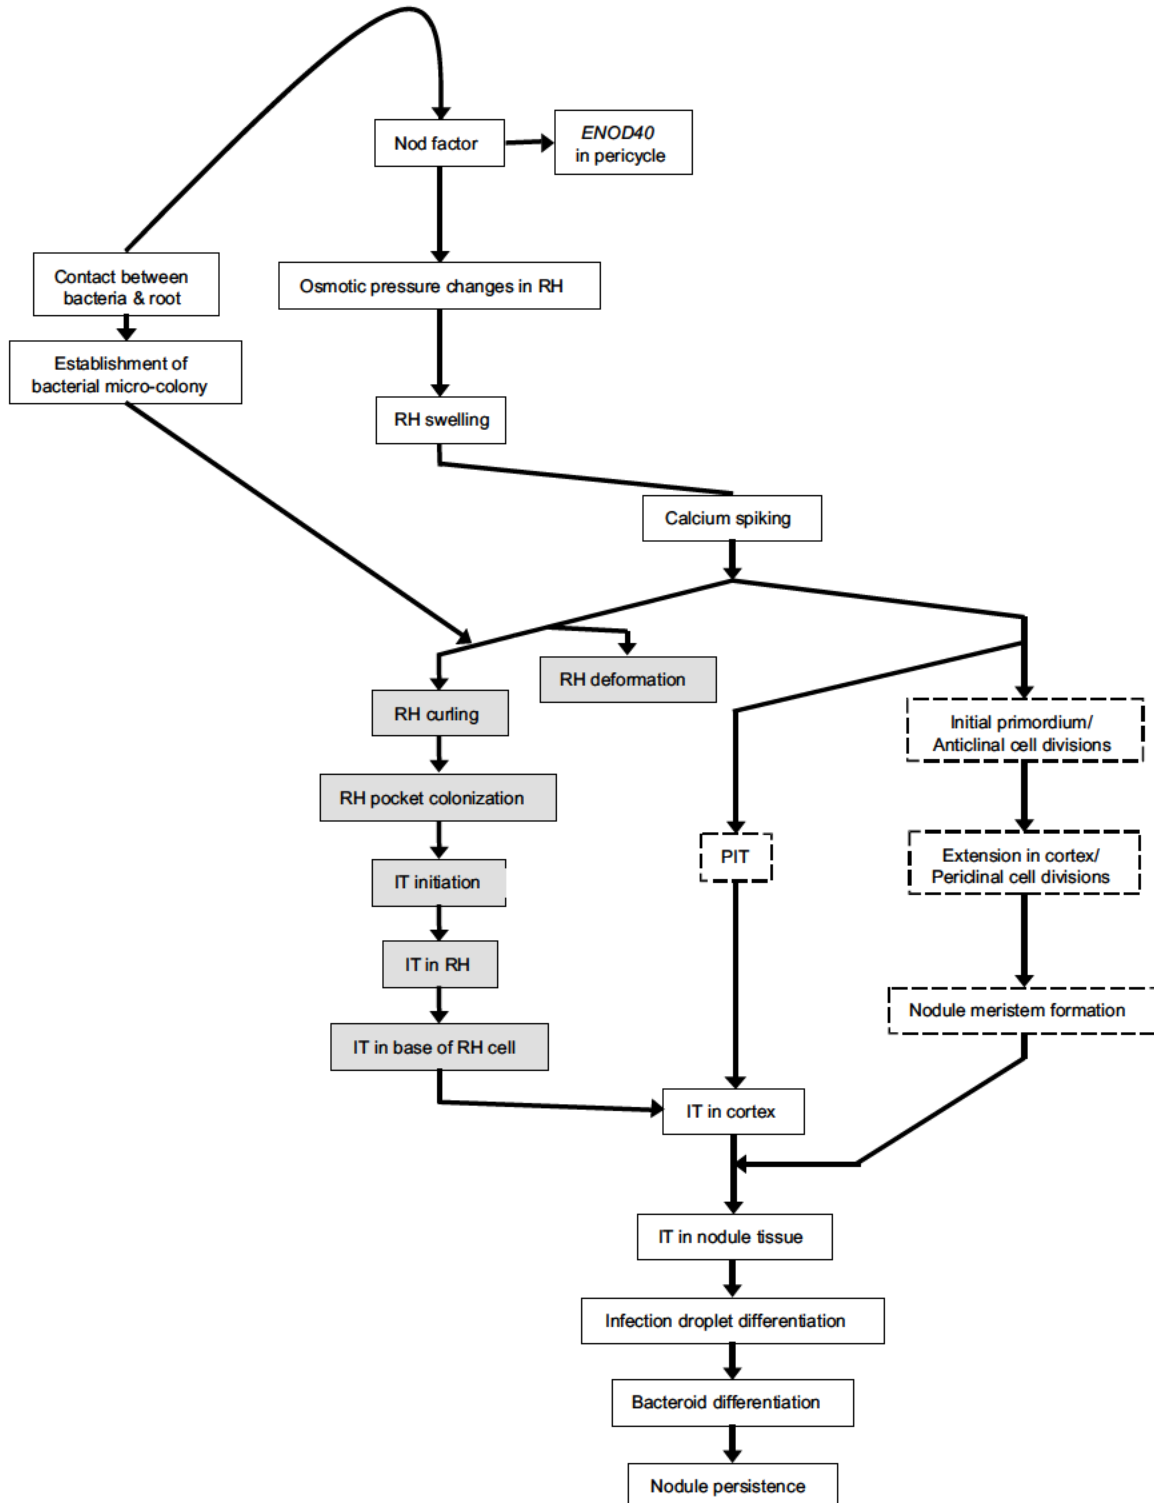 Nod factor
ENOD40
in pericycle
Contact between
bacteria & root
Osmotic pressure changes in RH
Establishment of
bacterial micro-colony
RH swelling
Calcium spiking
RH deformation
RH curling
Initial primordium/
Anticlinal cell divisions
RH pocket colonization
PIT
Extension in cortex/
Periclinal cell divisions
IT initiation
IT in RH
Nodule meristem formation
IT in base of RH cell
IT in cortex
IT in nodule tissue
Infection droplet differentiation
Bacteroid differentiation
Nodule persistence